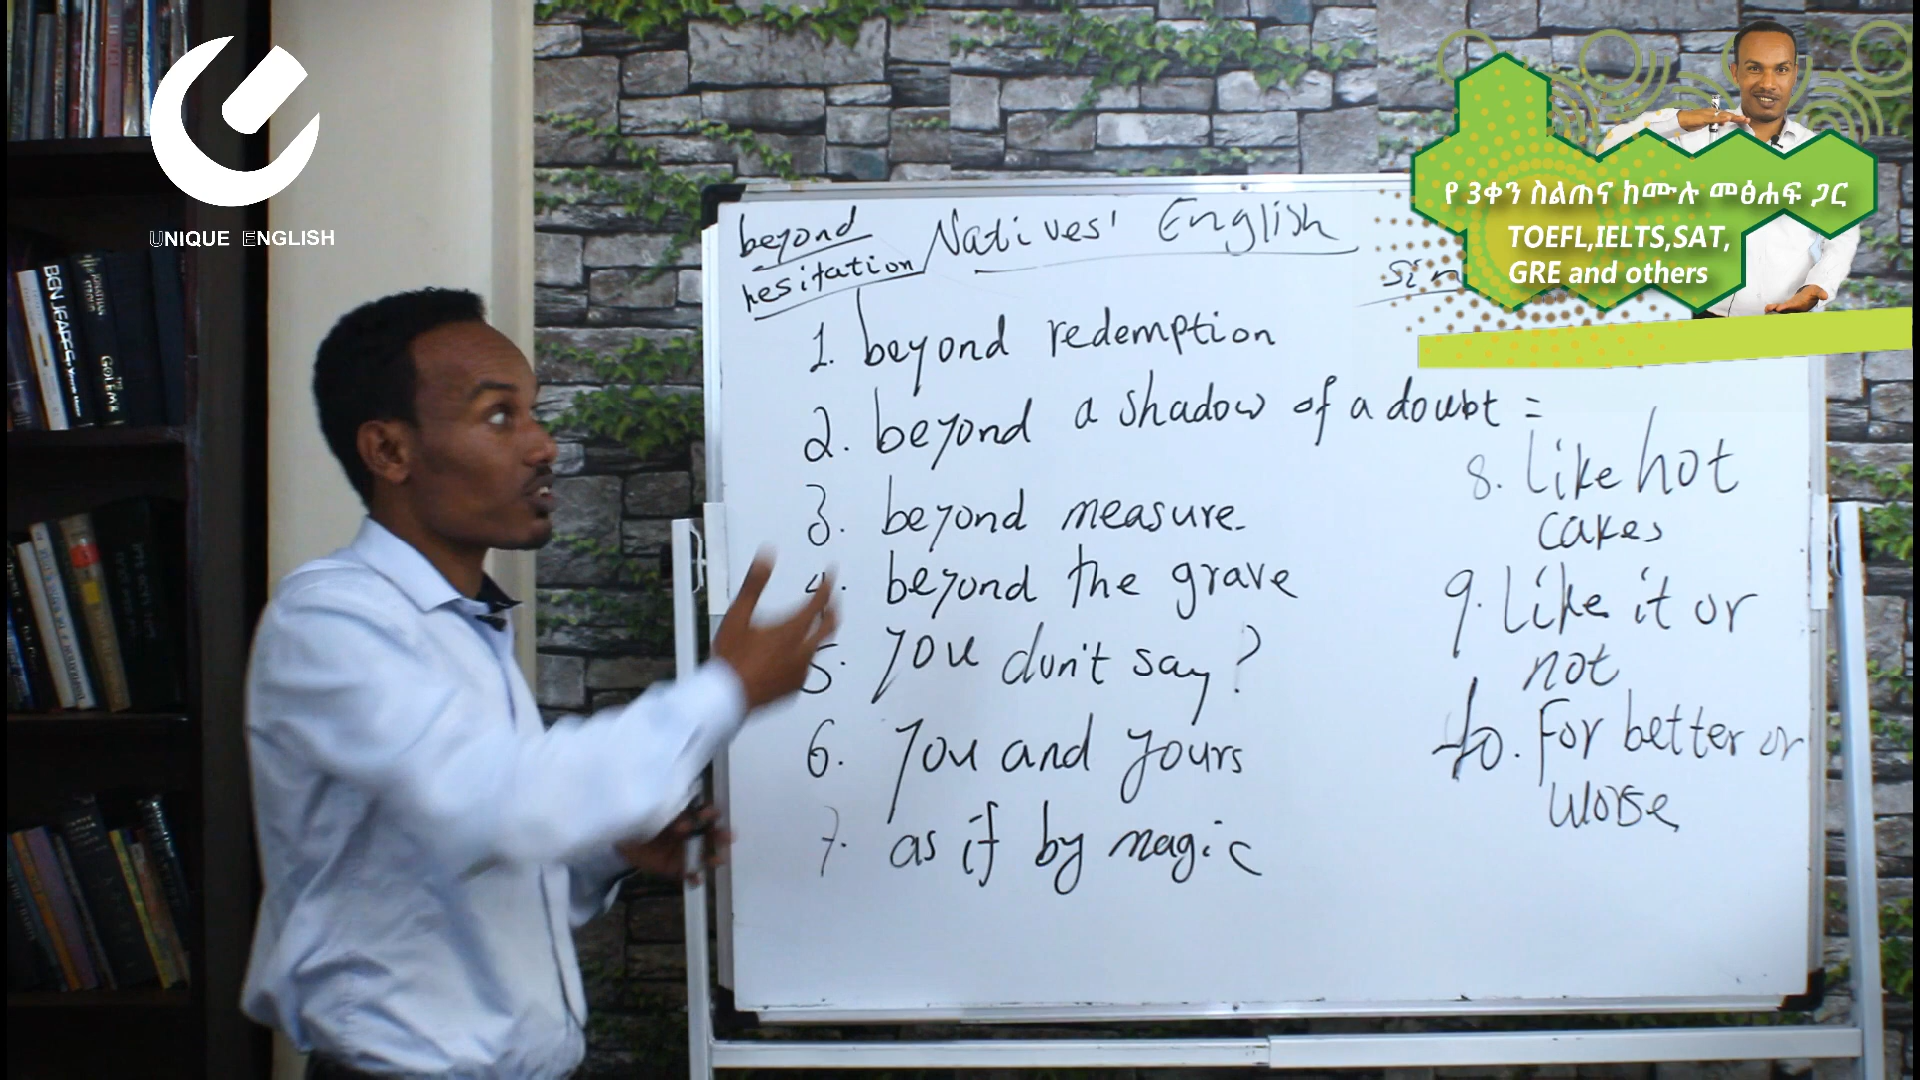 UNIQUE ENGLISH
የ 3ቀን ስልጠና ከሙሉ መፅሐፍ ጋር
TOEFL,IELTS,SAT,
GRE and others
beyond
hesitation
Natives' English
1. beyond redemption
2. beyond a shadow of a doubt =
3. beyond measure
4. beyond the grave
5. you don't say?
6. you and yours
7. as if by magic
8. like hot
cakes
9. Like it or
not
10. For better or
worse
BEN JEAPES
GOLEM'S